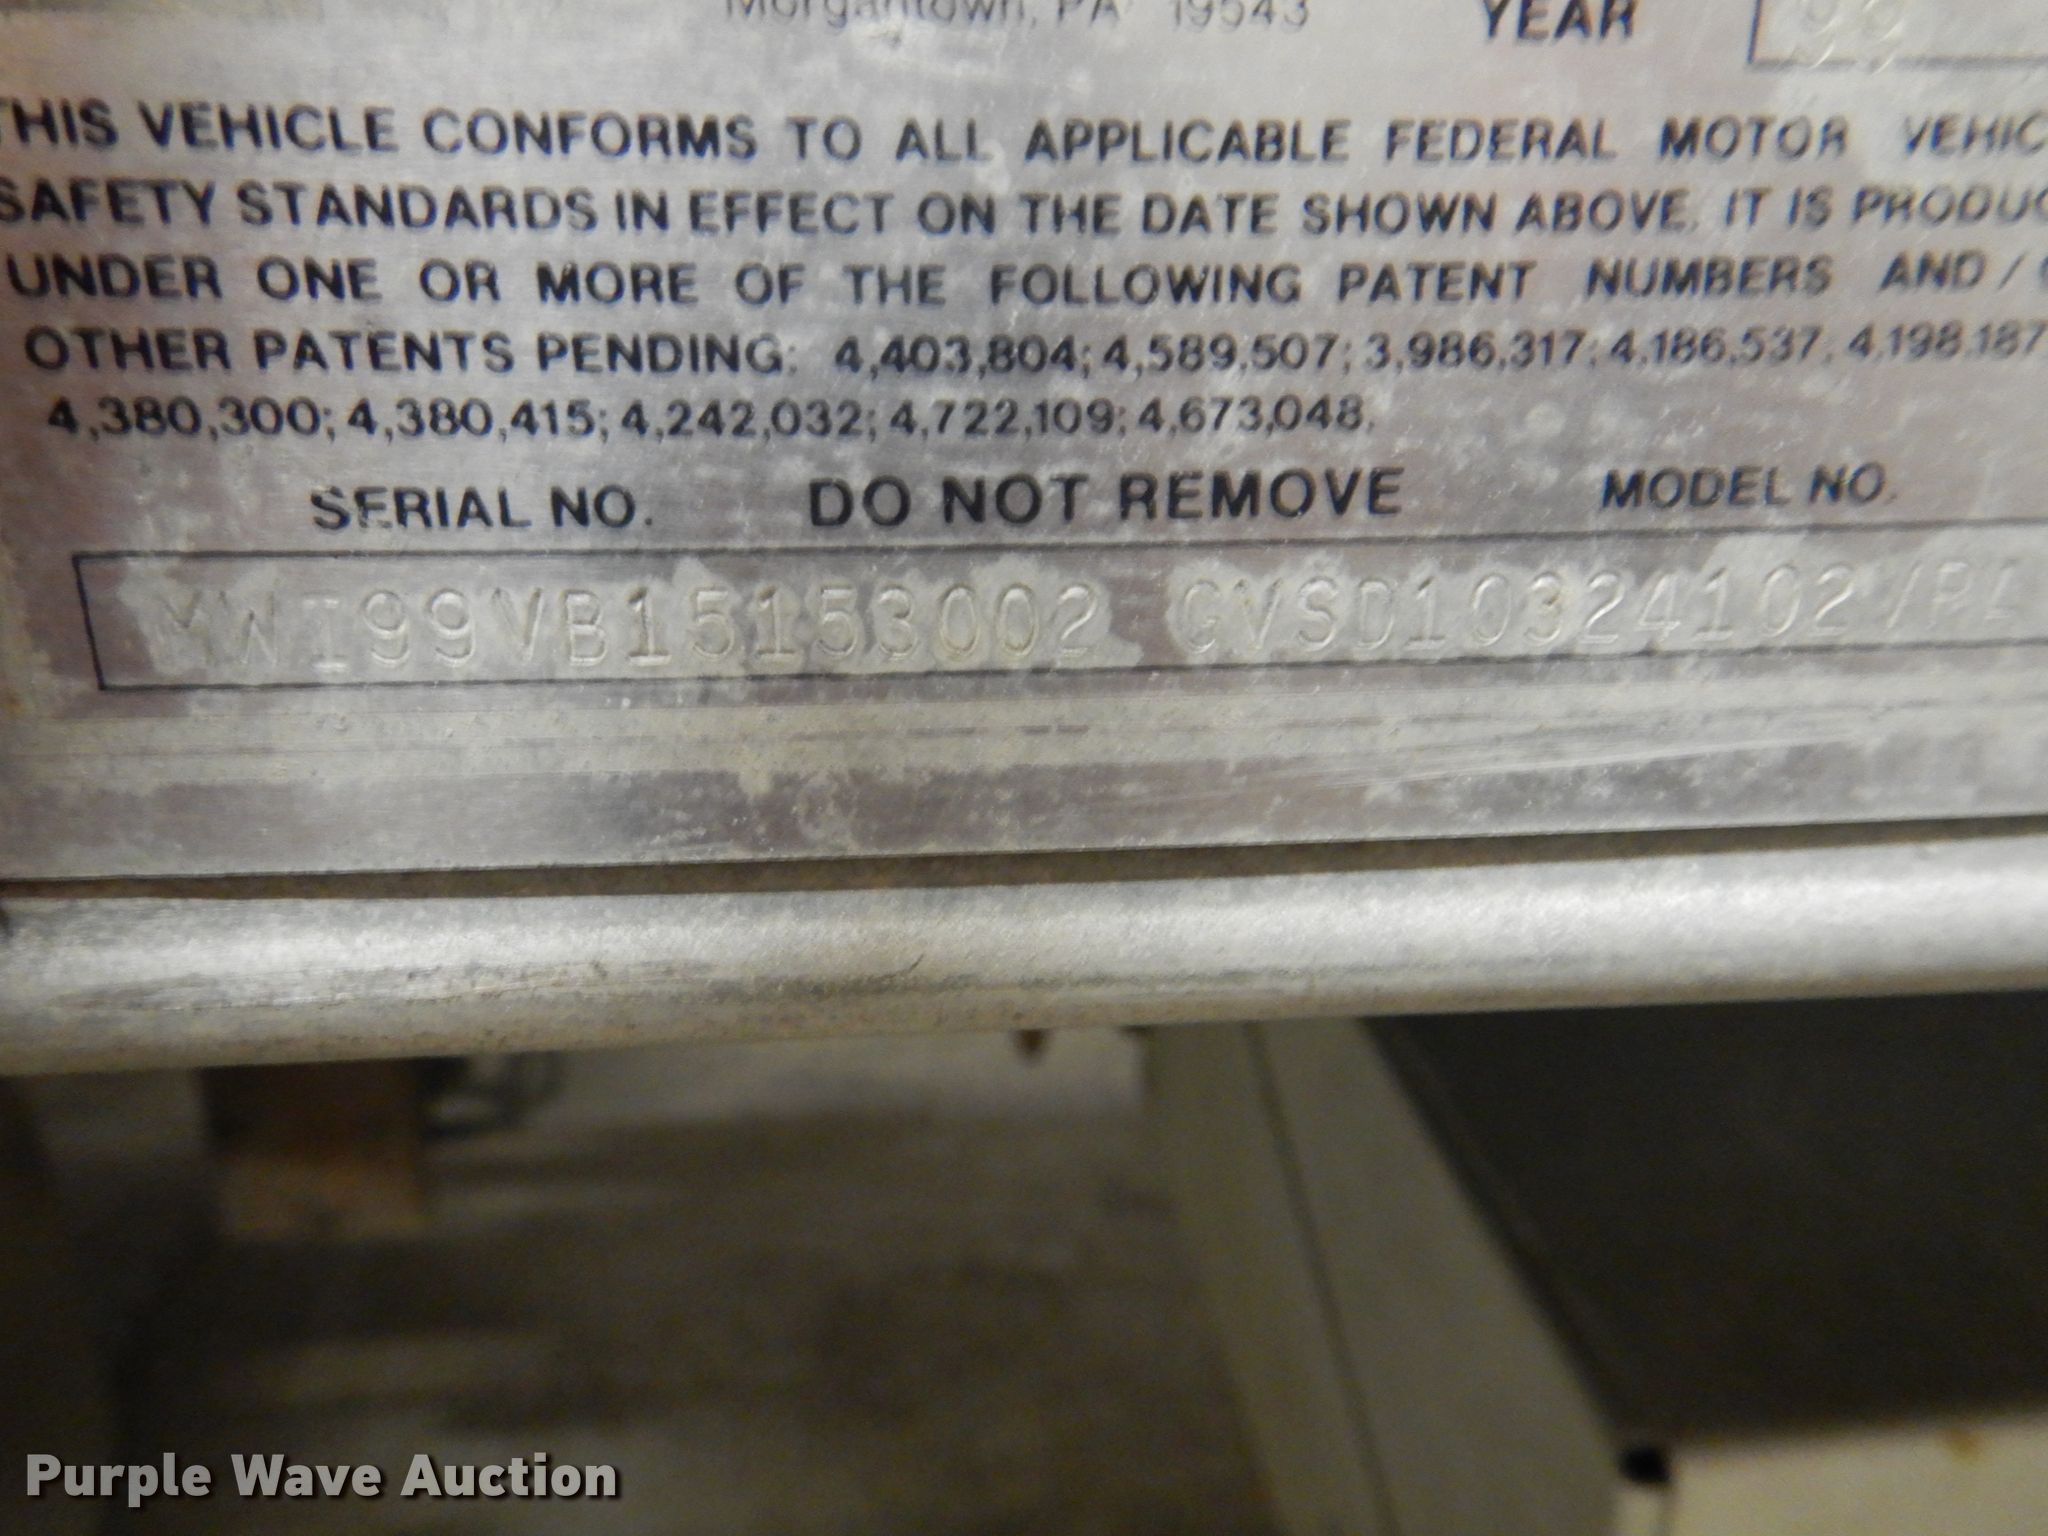 Morgantown, PA 19543 YEAR
THIS VEHICLE CONFORMS TO ALL APPLICABLE FEDERAL MOTOR VEHIC
SAFETY STANDARDS IN EFFECT ON THE DATE SHOWN ABOVE. IT IS PRODUC
UNDER ONE OR MORE OF THE FOLLOWING PATENT NUMBERS AND /
OTHER PATENTS PENDING: 4,403,804; 4,589,507; 3,986,317; 4,186,537, 4,198,187
4,380,300; 4,380,415; 4,242,032; 4,722,109; 4,673,048.
SERIAL NO. DO NOT REMOVE MODEL NO.
MWI99VB15153002 GVSD10324102
Purple Wave Auction